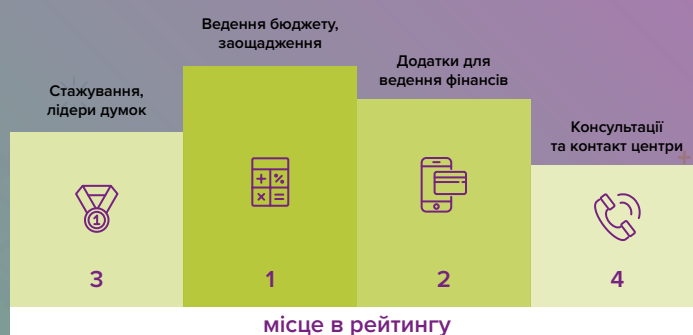 Ведення бюджету,
заощадження
Додатки для
ведення фінансів
Стажування,
лідери думок
Консультації
та контакт центри
1
+ %
× =
3
1
2
4
місце в рейтингу